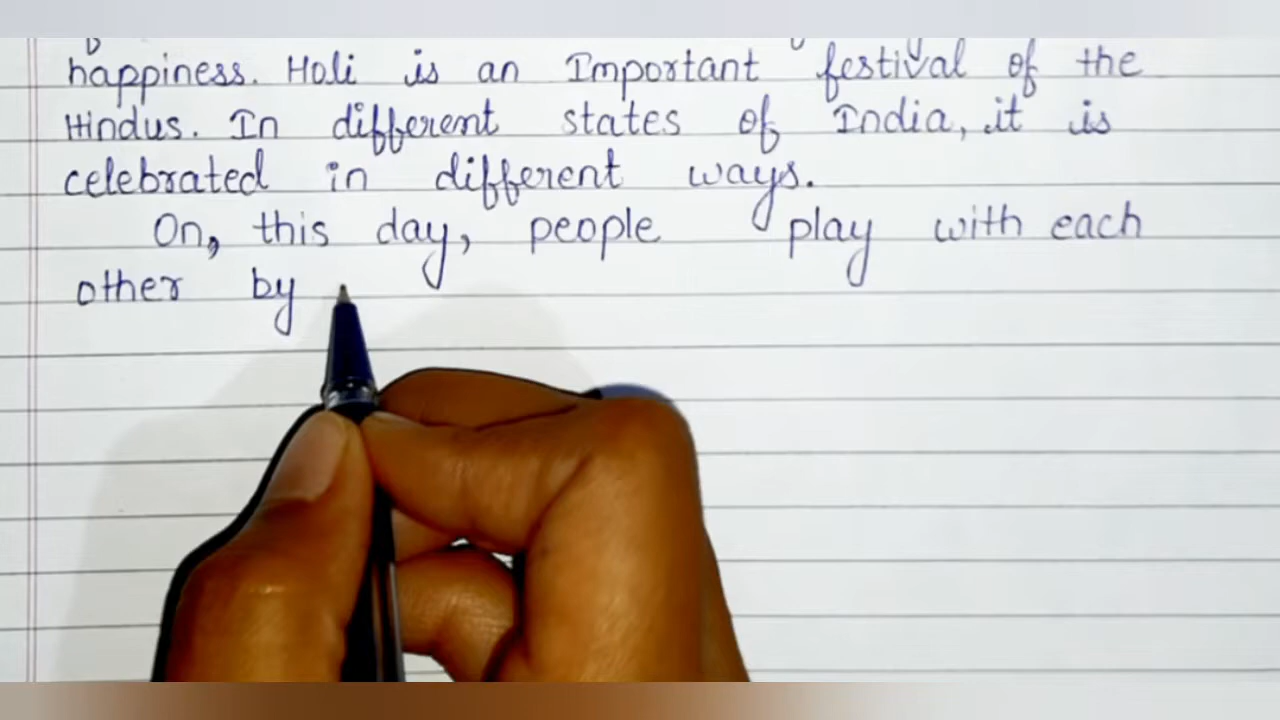 happiness. Holi is an Important festival of the
Hindus. In different states of India, it is
celebrated in different ways.
On, this day, people play with each
other by